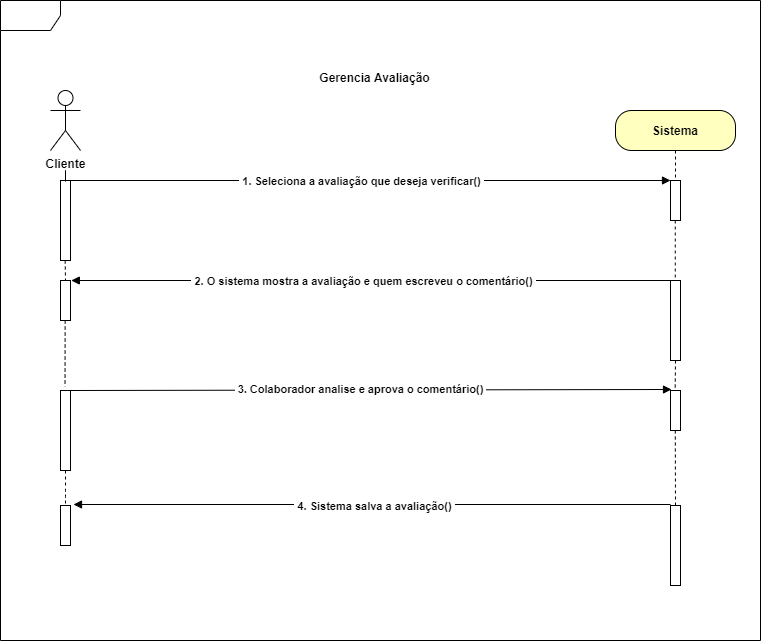 Gerencia Avaliação
Cliente
Sistema
1. Seleciona a avaliação que deseja verificar()
2. O sistema mostra a avaliação e quem escreveu o comentário()
3. Colaborador analise e aprova o comentário()
4. Sistema salva a avaliação()